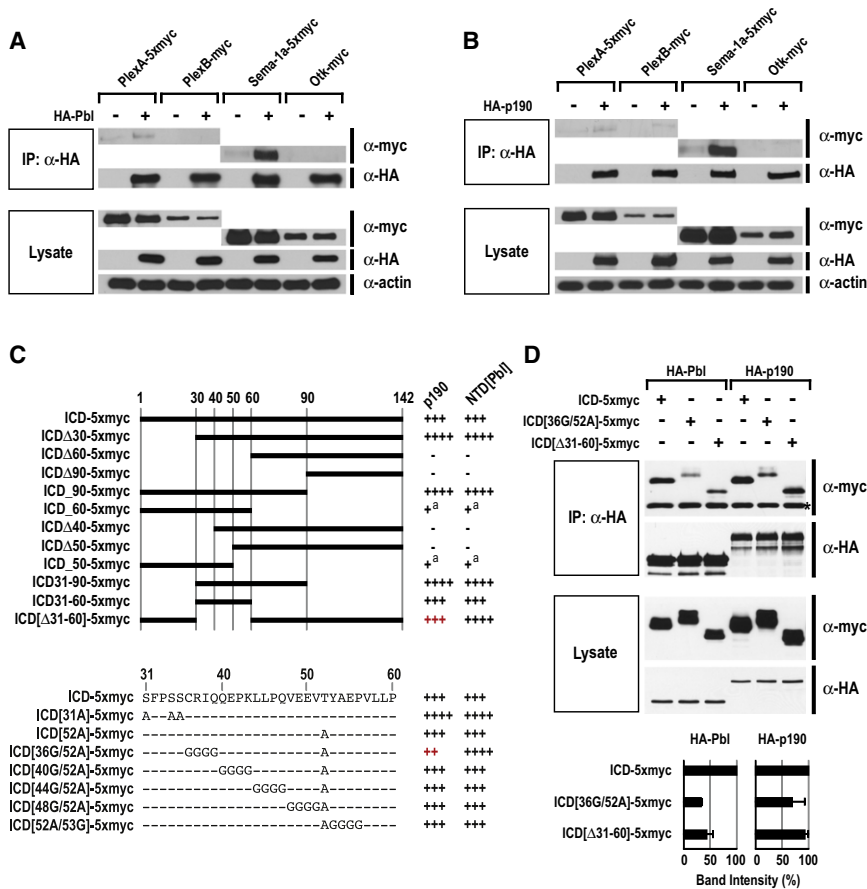 A
PlexA-5xmyc PlexB-myc Sema-1a-5xmyc Otk-myc
HA-Pbl - + - + - + - +
IP: α-HA
α-myc
α-HA
Lysate
α-myc
α-HA
α-actin
B
PlexA-5xmyc PlexB-myc Sema-1a-5xmyc Otk-myc
HA-p190 - + - + - + - +
IP: α-HA
α-myc
α-HA
Lysate
α-myc
α-HA
α-actin
C
1 30 40 50 60 90 142 p190 NTD[Pbl]
ICD-5xmyc +++ +++
ICDΔ30-5xmyc ++++ ++++
ICDΔ60-5xmyc - -
ICDΔ90-5xmyc - -
ICD_90-5xmyc ++++ ++++
ICD_60-5xmyc +a +a
ICDΔ40-5xmyc - -
ICDΔ50-5xmyc - -
ICD_50-5xmyc +a +a
ICD31-90-5xmyc ++++ ++++
ICD31-60-5xmyc +++ +++
ICD[Δ31-60]-5xmyc +++ ++++
31 40 50 60
ICD-5xmyc SFPSSCRIQQEPKLLPQVEEVTYAEPVLLP +++ +++
ICD[31A]-5xmyc A--AA------------------------- ++++ ++++
ICD[52A]-5xmyc ---------------------A-------- +++ +++
ICD[36G/52A]-5xmyc -----GGGG------------A-------- ++ ++++
ICD[40G/52A]-5xmyc ---------GGGG--------A-------- +++ +++
ICD[44G/52A]-5xmyc -------------GGGG----A-------- +++ +++
ICD[48G/52A]-5xmyc -----------------GGGGA-------- +++ +++
ICD[52A/53G]-5xmyc ---------------------AGGGG---- +++ +++
D
HA-Pbl HA-p190
ICD-5xmyc + - - + - -
ICD[36G/52A]-5xmyc - + - - + -
ICD[Δ31-60]-5xmyc - - + - - +
IP: α-HA
α-myc
*
α-HA
Lysate
α-myc
α-HA
HA-Pbl HA-p190
ICD-5xmyc
ICD[36G/52A]-5xmyc
ICD[Δ31-60]-5xmyc
0 50 100 0 50 100
Band Intensity (%)